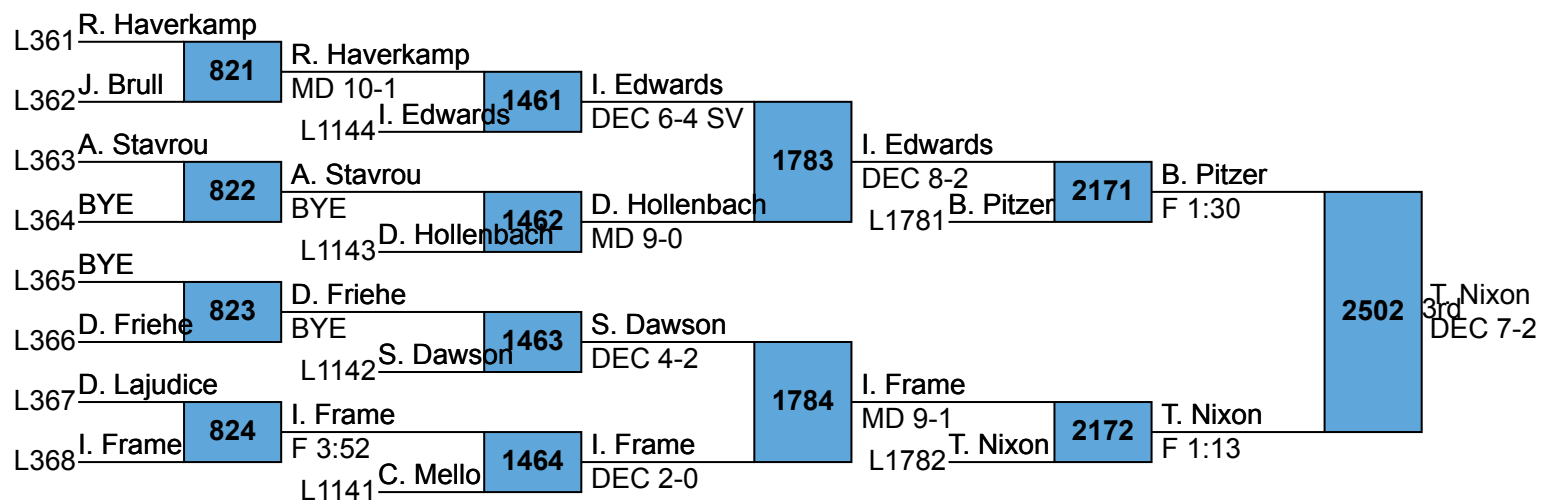 R. Haverkamp
L361
821
J. Brull
L362
R. Haverkamp
MD 10-1
I. Edwards
L1144
1461
A. Stavrou
L363
822
BYE
L364
A. Stavrou
BYE
D. Hollenbach
L1143
1462
BYE
L365
823
D. Friehe
L366
D. Friehe
BYE
S. Dawson
L1142
1463
D. Lajudice
L367
824
I. Frame
L368
I. Frame
F 3:52
C. Mello
L1141
1464
I. Edwards
DEC 6-4 SV
1783
D. Hollenbach
MD 9-0
S. Dawson
DEC 4-2
1784
I. Frame
DEC 2-0
I. Edwards
DEC 8-2
B. Pitzer
L1781
2171
I. Frame
MD 9-1
T. Nixon
L1782
2172
B. Pitzer
F 1:30
2502
T. Nixon
F 1:13
T. Nixon
3rd
DEC 7-2